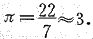 π = 22/7 ≈ 3.